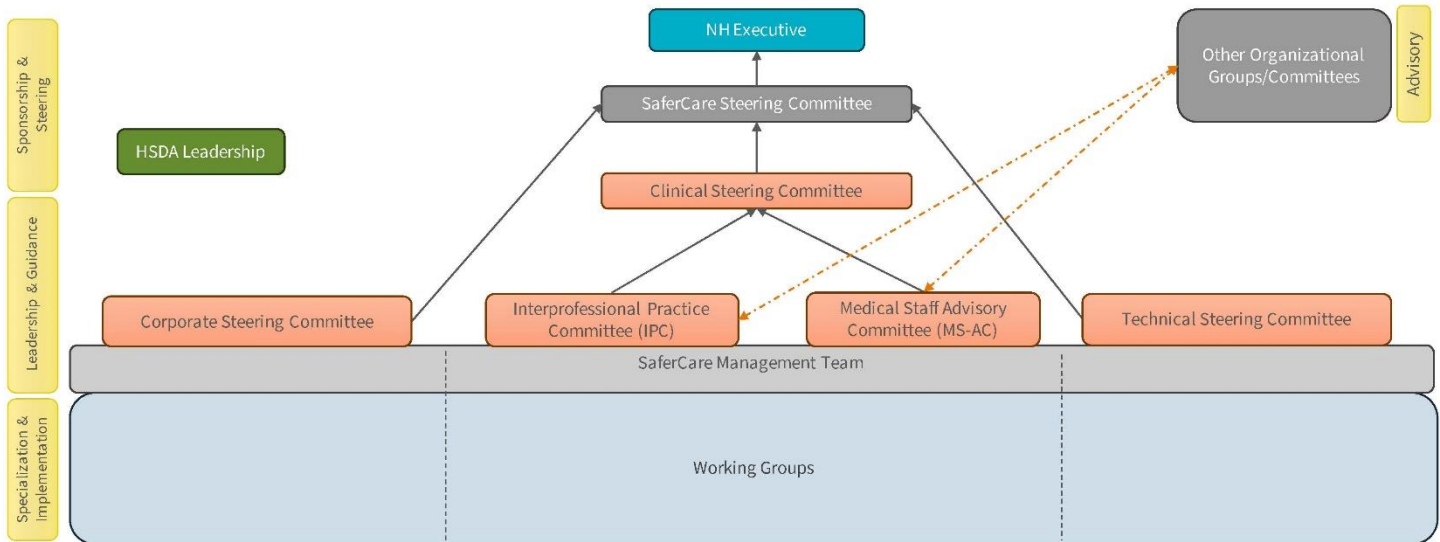 Sponsorship &
Steering
NH Executive
Other Organizational
Groups/Committees
Advisory
SaferCare Steering Committee
HSDA Leadership
Clinical Steering Committee
Leadership & Guidance
Corporate Steering Committee
Interprofessional Practice
Committee (IPC)
Medical Staff Advisory
Committee (MS-AC)
Technical Steering Committee
SaferCare Management Team
Specialization &
Implementation
Working Groups